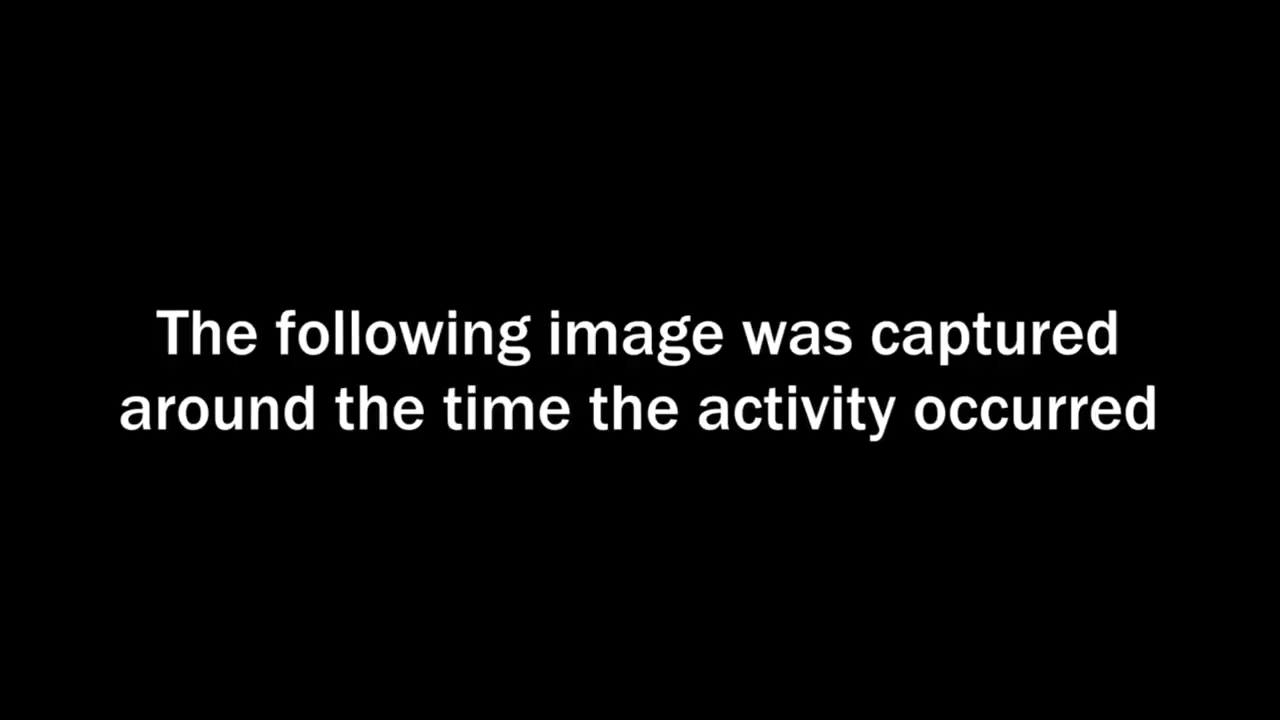 The following image was captured
around the time the activity occurred